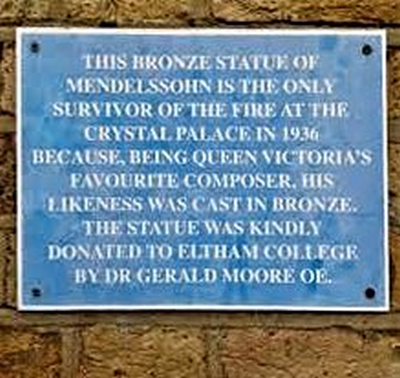 THIS BRONZE STATUE OF
MENDELSSOHN IS THE ONLY
SURVIVOR OF THE FIRE AT THE
CRYSTAL PALACE IN 1936
BECAUSE, BEING QUEEN VICTORIA'S
FAVOURITE COMPOSER, HIS
LIKENESS WAS CAST IN BRONZE.
THE STATUE WAS KINDLY
DONATED TO ELTHAM COLLEGE
BY DR GERALD MOORE OE.